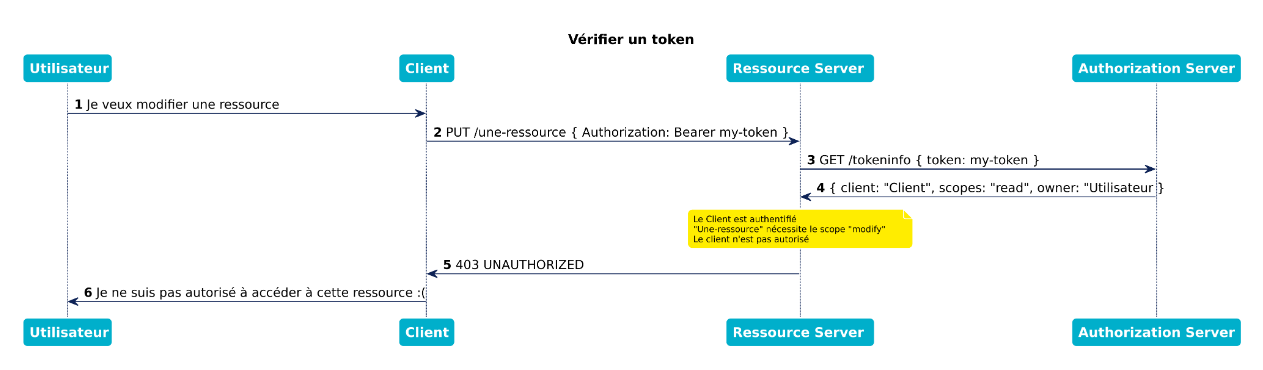 Vérifier un token
Utilisateur Client Ressource Server Authorization Server
1 Je veux modifier une ressource
2 PUT /une-ressource { Authorization: Bearer my-token }
3 GET /tokeninfo { token: my-token }
4 { client: "Client", scopes: "read", owner: "Utilisateur }
Le Client est authentifié
"Une-ressource" nécessite le scope "modify"
Le client n'est pas autorisé
5 403 UNAUTHORIZED
6 Je ne suis pas autorisé à accéder à cette ressource :(
Utilisateur Client Ressource Server Authorization Server